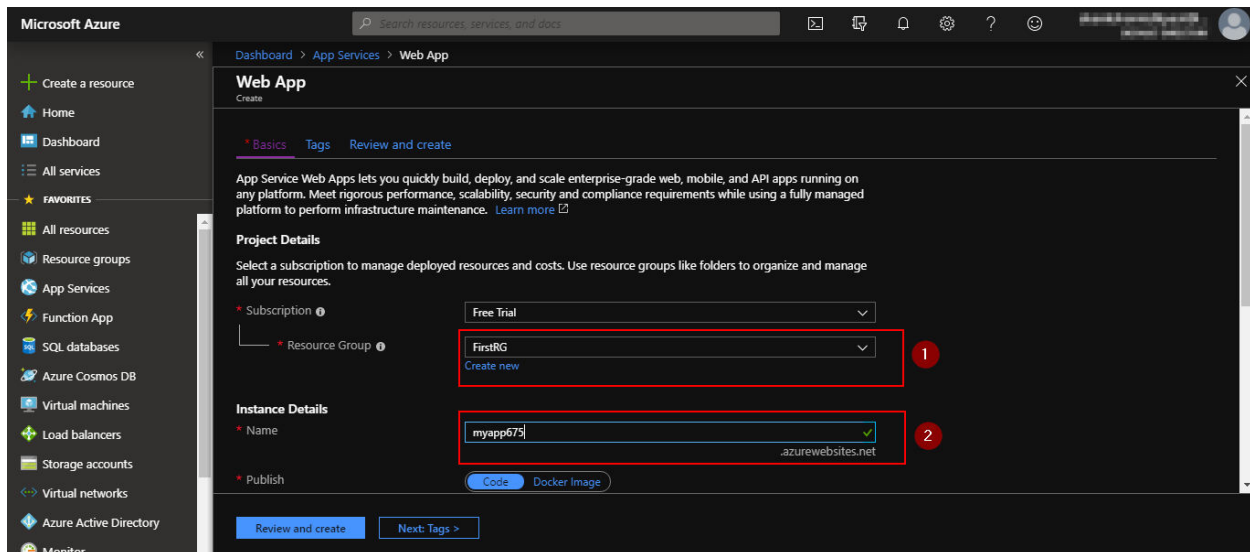 Microsoft Azure
Search resources, services, and docs
«
Dashboard > App Services > Web App
Create a resource
Home
Dashboard
All services
FAVORITES
All resources
Resource groups
App Services
Function App
SQL databases
Azure Cosmos DB
Virtual machines
Load balancers
Storage accounts
Virtual networks
Azure Active Directory
Monitor
Web App
Create
* Basics Tags Review and create
App Service Web Apps lets you quickly build, deploy, and scale enterprise-grade web, mobile, and API apps running on
any platform. Meet rigorous performance, scalability, security and compliance requirements while using a fully managed
platform to perform infrastructure maintenance. Learn more
Project Details
Select a subscription to manage deployed resources and costs. Use resource groups like folders to organize and manage
all your resources.
* Subscription Free Trial
* Resource Group FirstRG
Create new
1
Instance Details
* Name myapp675
.azurewebsites.net
2
* Publish Code Docker Image
Review and create Next: Tags >